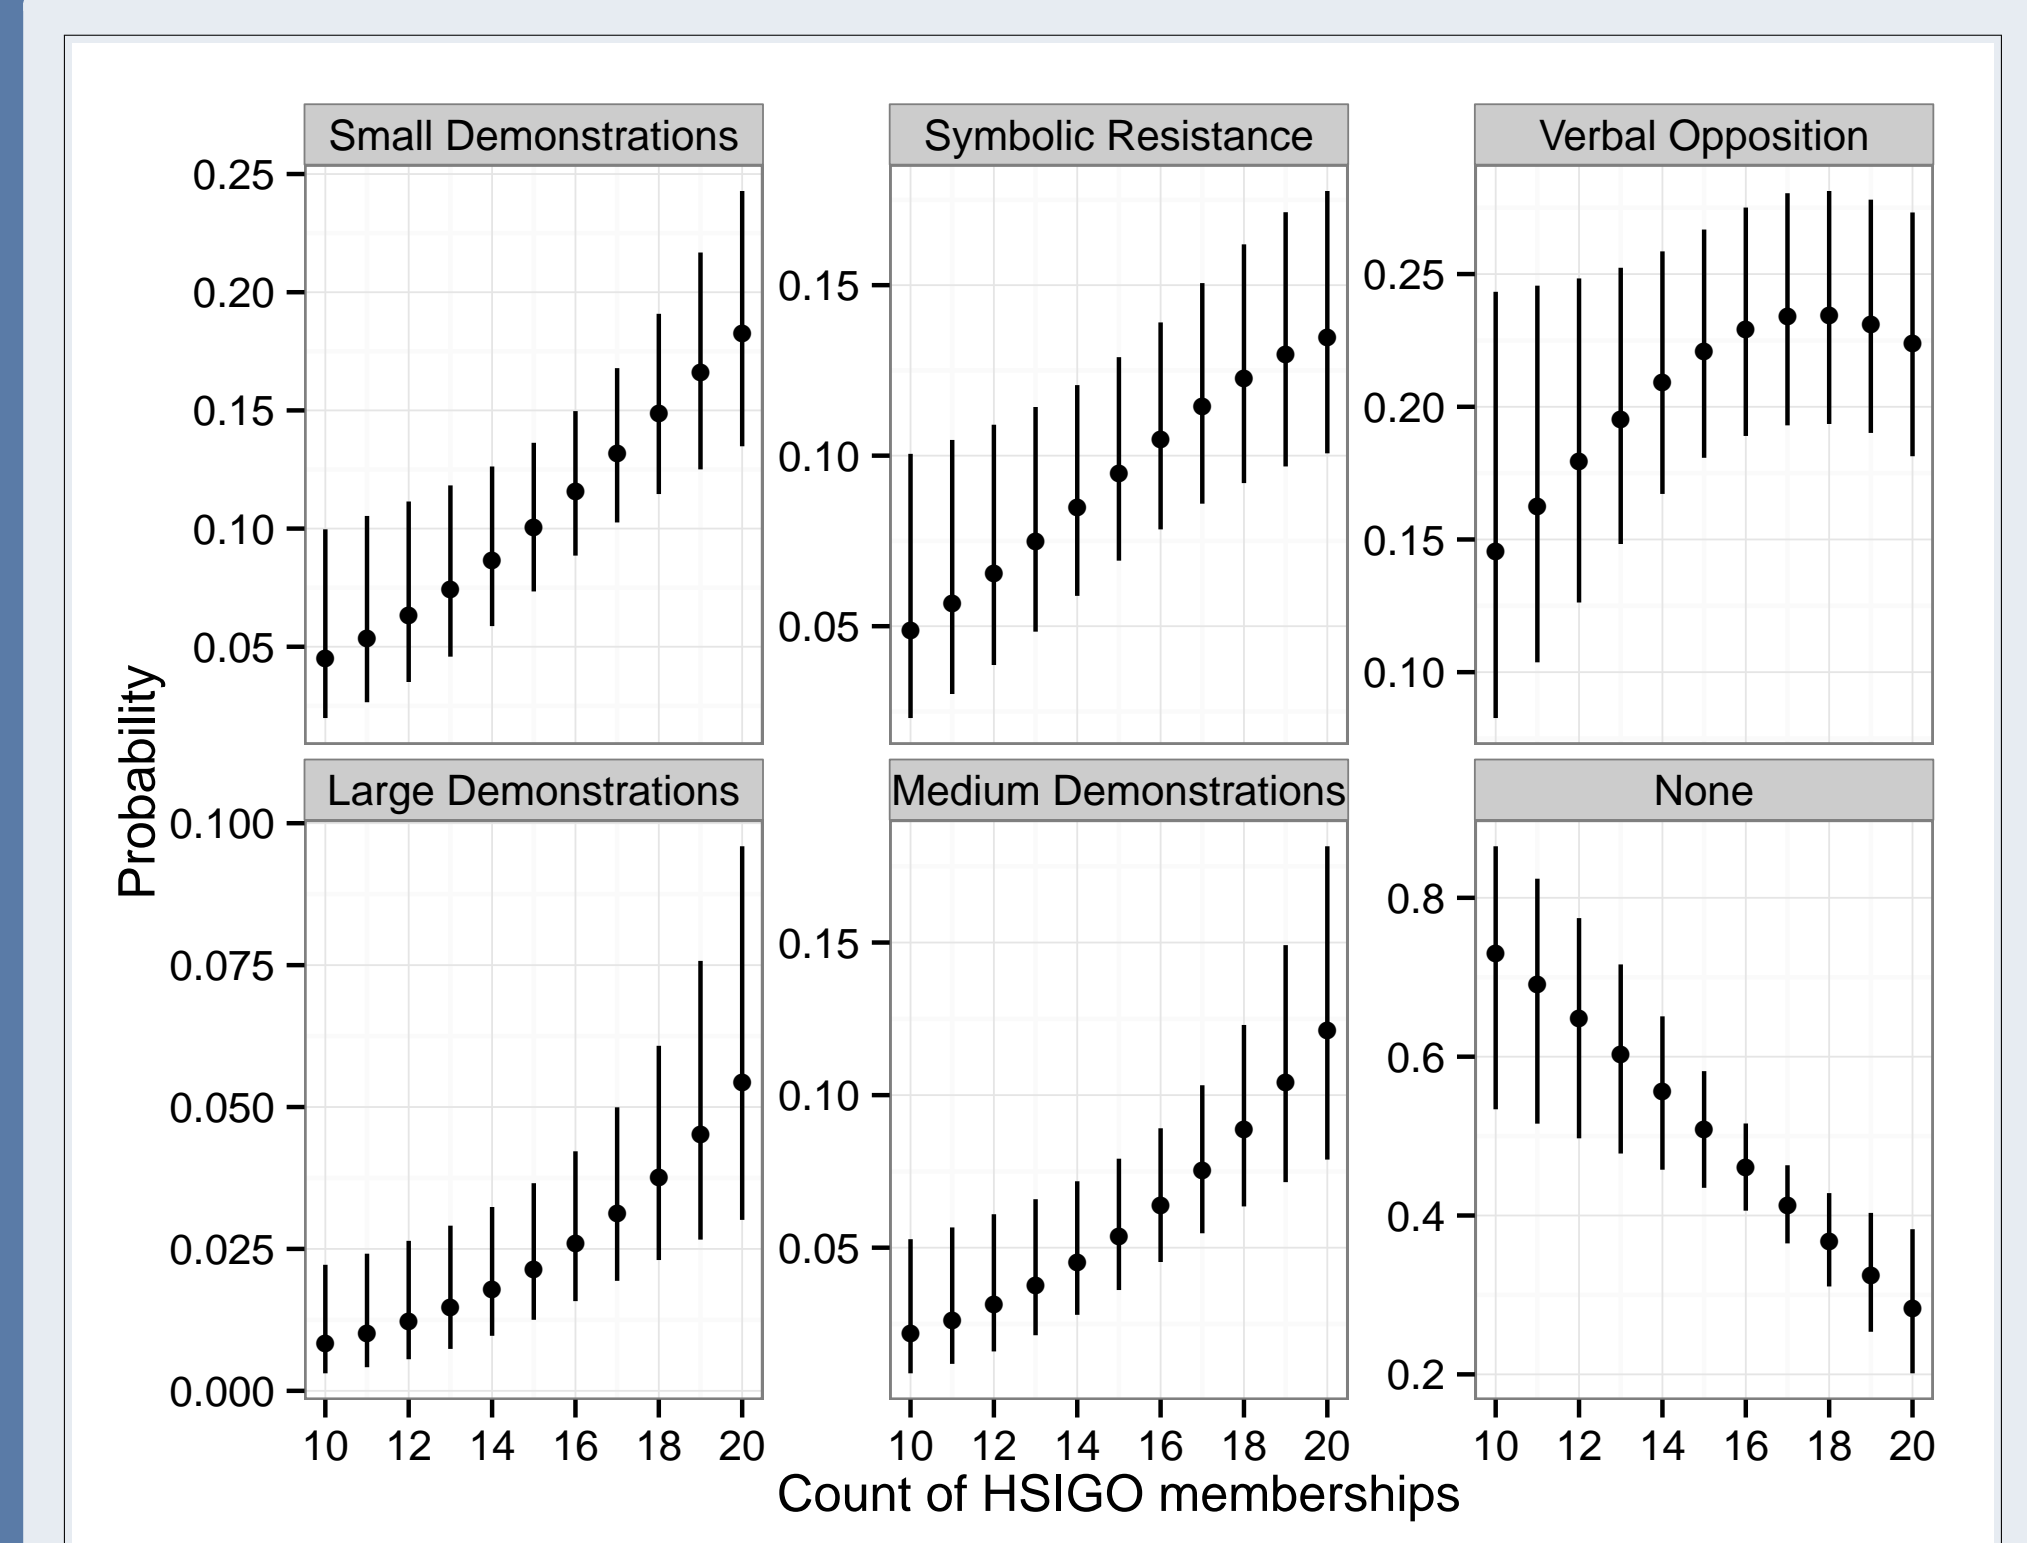 Small Demonstrations
Symbolic Resistance
Verbal Opposition
0.25
0.20
0.15
0.10
0.05
0.15
0.10
0.05
0.25
0.20
0.15
0.10
Probability
Large Demonstrations
Medium Demonstrations
None
0.100
0.075
0.050
0.025
0.000
0.15
0.10
0.05
0.8
0.6
0.4
0.2
10 12 14 16 18 20
10 12 14 16 18 20
10 12 14 16 18 20
Count of HSIGO memberships